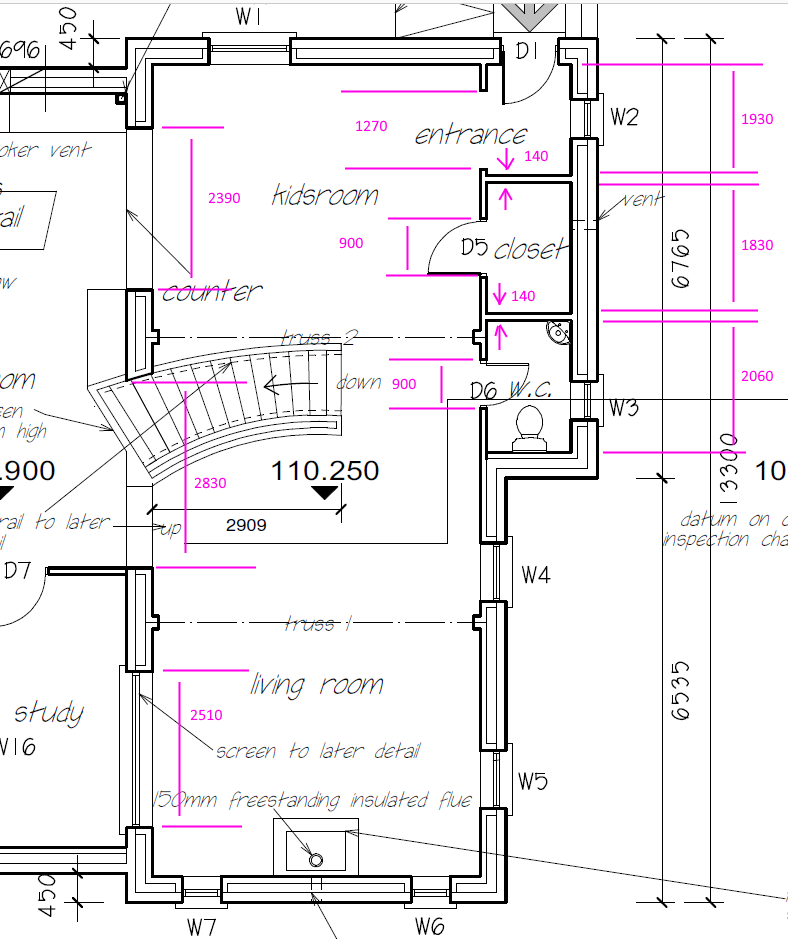 W1
450
696
D1
1930
W2
1270
entrance
140
oker vent
2390
kidsroom
vent
ail
900
D5 closet
1830
6765
counter
140
truss 2
down
900
D6 W.C.
2060
W3
high
.900
110.250
13300
10
2830
rail to later
up
2909
datum on
inspection cha
D7
W4
truss 1
living room
study
2510
6535
W16
screen to later detail
W5
150mm freestanding insulated flue
450
W7
W6